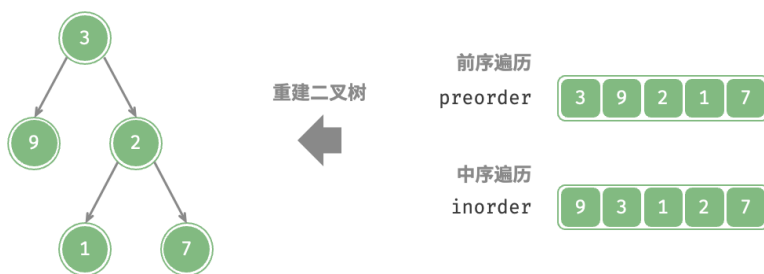 3
9
2
1
7
重建二叉树
前序遍历
preorder 3 9 2 1 7
中序遍历
inorder 9 3 1 2 7